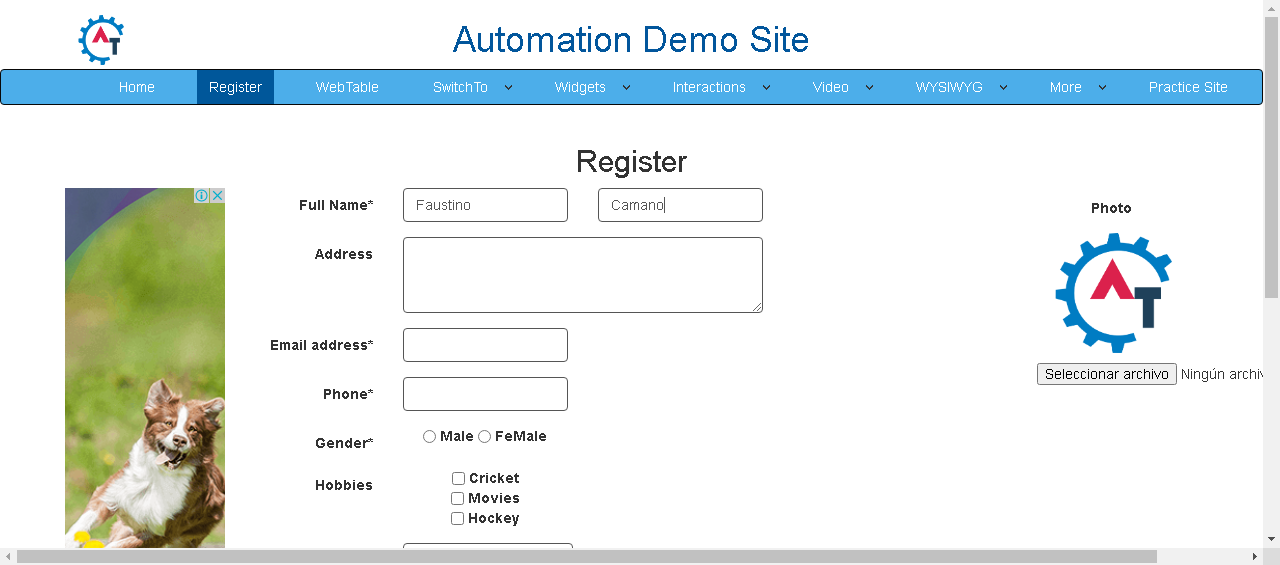 Automation Demo Site
Home Register WebTable SwitchTo Widgets Interactions Video WYSIWYG More Practice Site
Register
Full Name* Faustino Camano
Photo
Address
Email address*
Phone*
Seleccionar archivo Ningún archiv
Gender* Male FeMale
Hobbies Cricket
Movies
Hockey